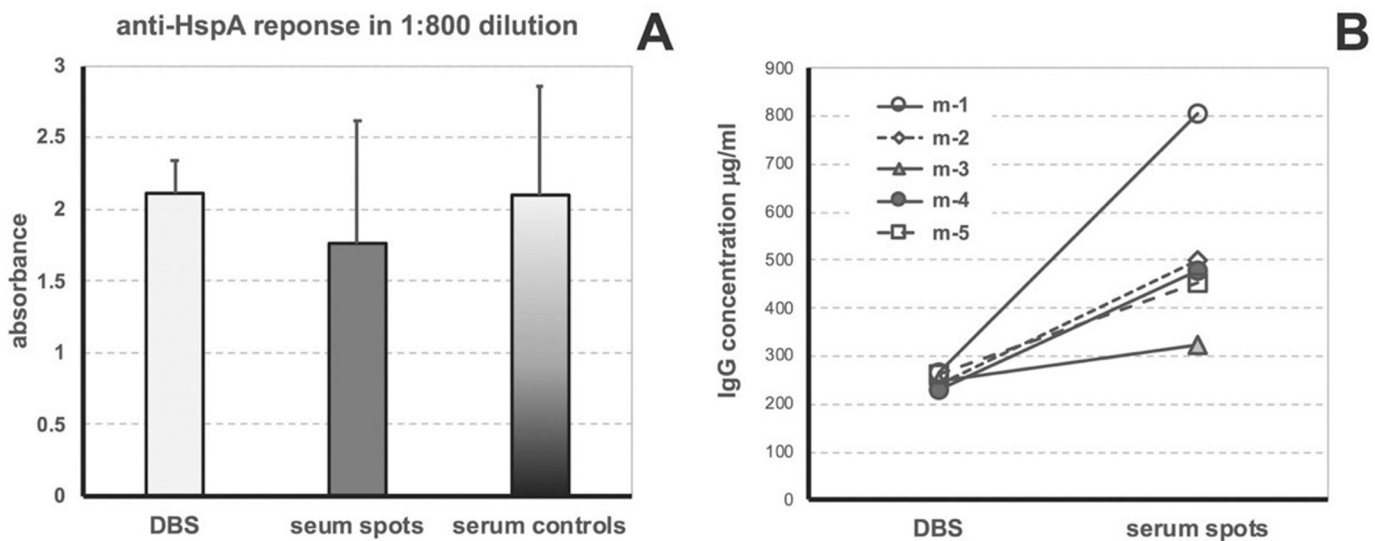 anti-HspA reponse in 1:800 dilution
A
3
2.5
2
1.5
1
0.5
0
absorbance
DBS
seum spots
serum controls
B
900
800
700
600
500
400
300
200
100
0
IgG concentration µg/ml
m-1
m-2
m-3
m-4
m-5
DBS
serum spots